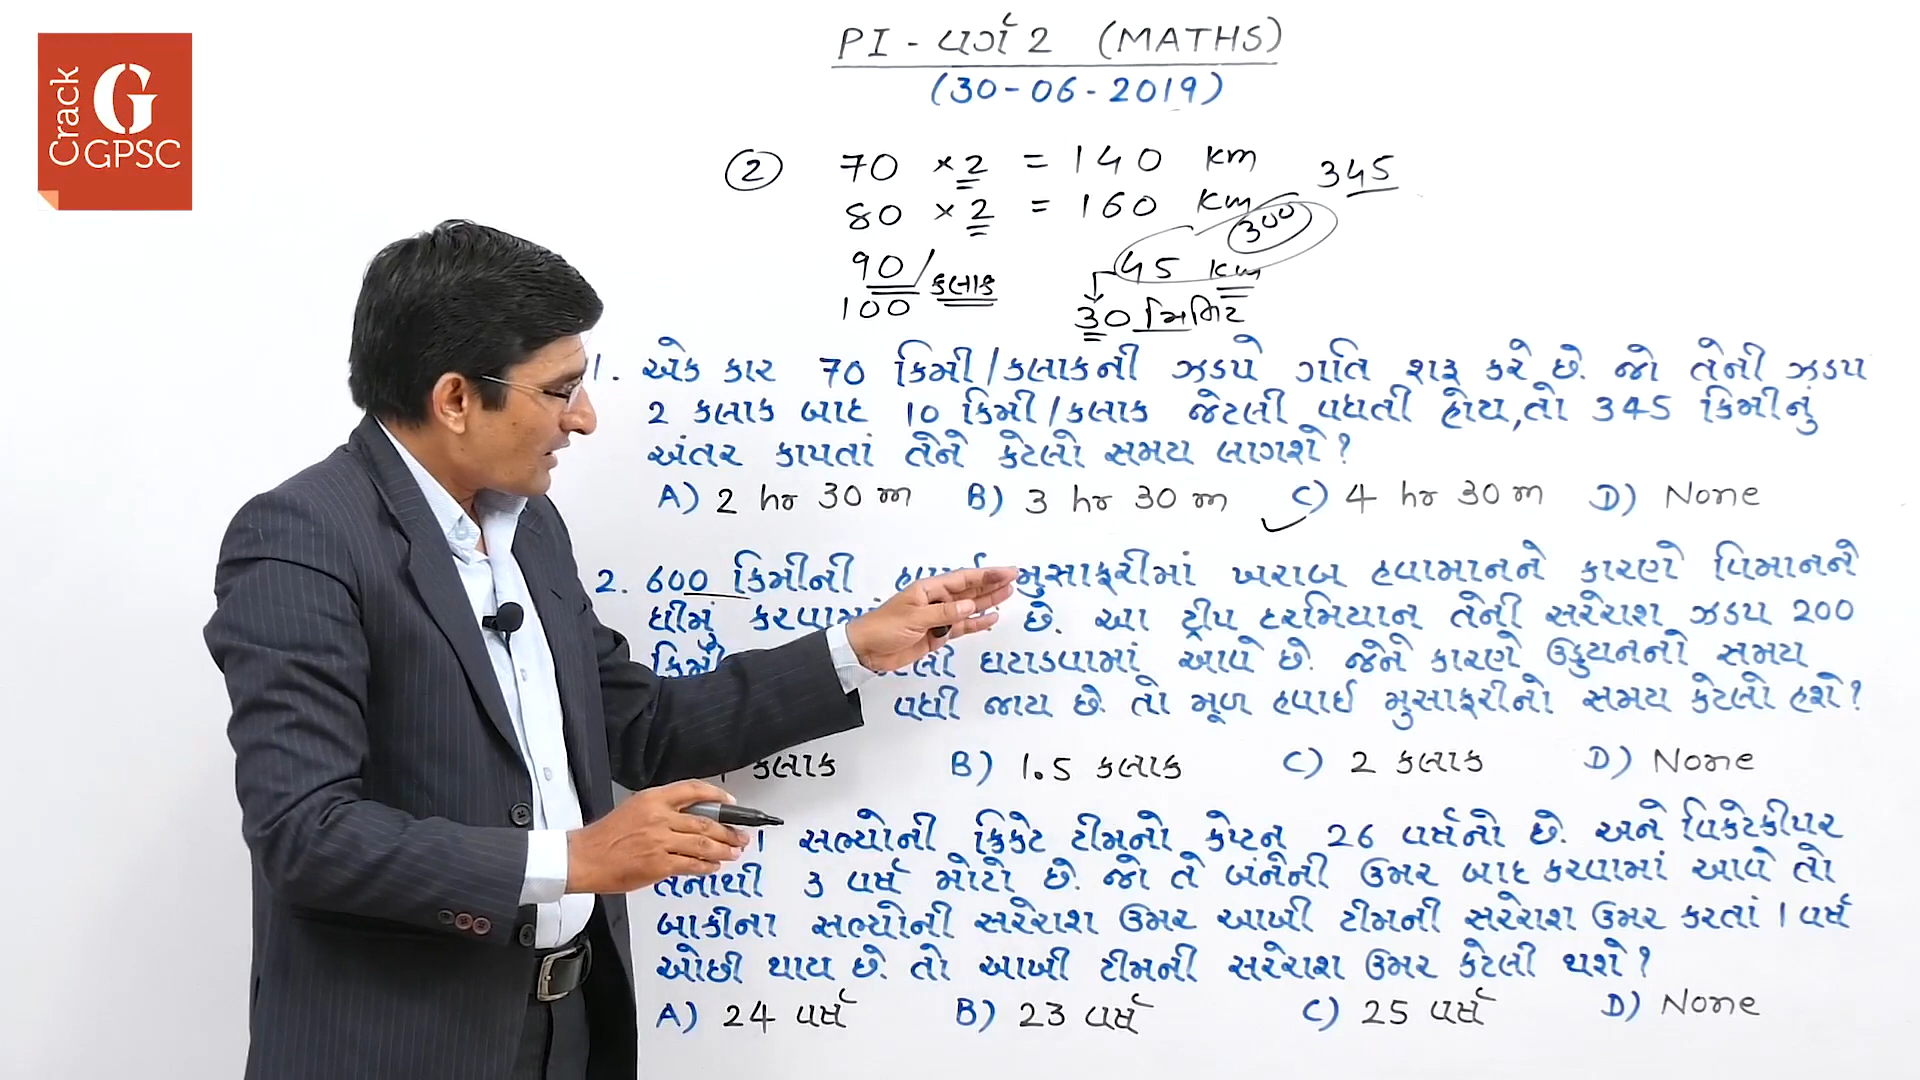 Crack
G
GPSC
PI - વર્ગ 2 (MATHS)
(30-06-2019)
② 70 × 2 = 140 km 345
80 × 2 = 160 km
300
90/કલાક 45 km
100 30 મિનિટ
1. એક કાર 70 કિમી/કલાકની ઝડપે ગતિ શરૂ કરે છે. જો તેની ઝડપ
2 કલાક બાદ 10 કિમી/કલાક જેટલી વધતી હોય, તો 345 કિમીનું
અંતર કાપતાં તેને કેટલો સમય લાગશે?
A) 2 hr 30 m B) 3 hr 30 m C) 4 hr 30 m D) None
2. 600 કિમીની હવાઈ મુસાફરીમાં ખરાબ હવામાનને કારણે વિમાનને
ધીમું છે. આ ટ્રીપ દરમિયાન તેની સરેરાશ ઝડપ 200
ઘટાડવામાં આવે છે. જેને કારણે ઉડ્ડયનનો સમય
વધી જાય છે. તો મૂળ હવાઈ મુસાફરીનો સમય કેટલો હશે?
કલાક B) 1.5 કલાક C) 2 કલાક D) None
સભ્યોની ક્રિકેટ ટીમનો કેપ્ટન 26 વર્ષનો છે. અને વિકેટકીપર
તેનાથી 3 વર્ષ મોટો છે. જો તે બંનેની ઉમર બાદ કરવામાં આવે તો
બાકીના સભ્યોની સરેરાશ ઉમર આખી ટીમની સરેરાશ ઉમર કરતાં 1 વર્ષ
ઓછી થાય છે. તો આખી ટીમની સરેરાશ ઉમર કેટલી થશે?
A) 24 વર્ષ B) 23 વર્ષ C) 25 વર્ષ D) None